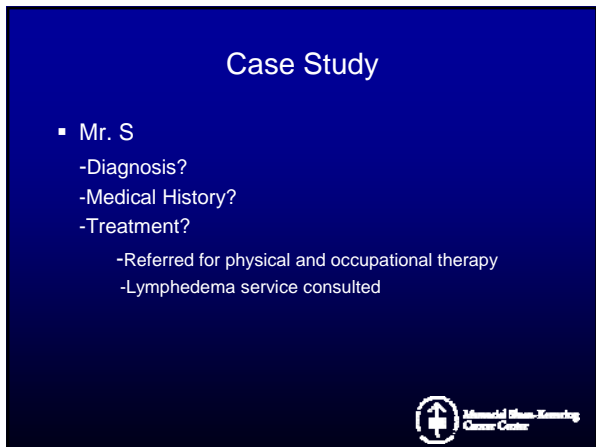 Case Study
▪ Mr. S
-Diagnosis?
-Medical History?
-Treatment?
-Referred for physical and occupational therapy
-Lymphedema service consulted
Memorial Sloan-Kettering
Cancer Center